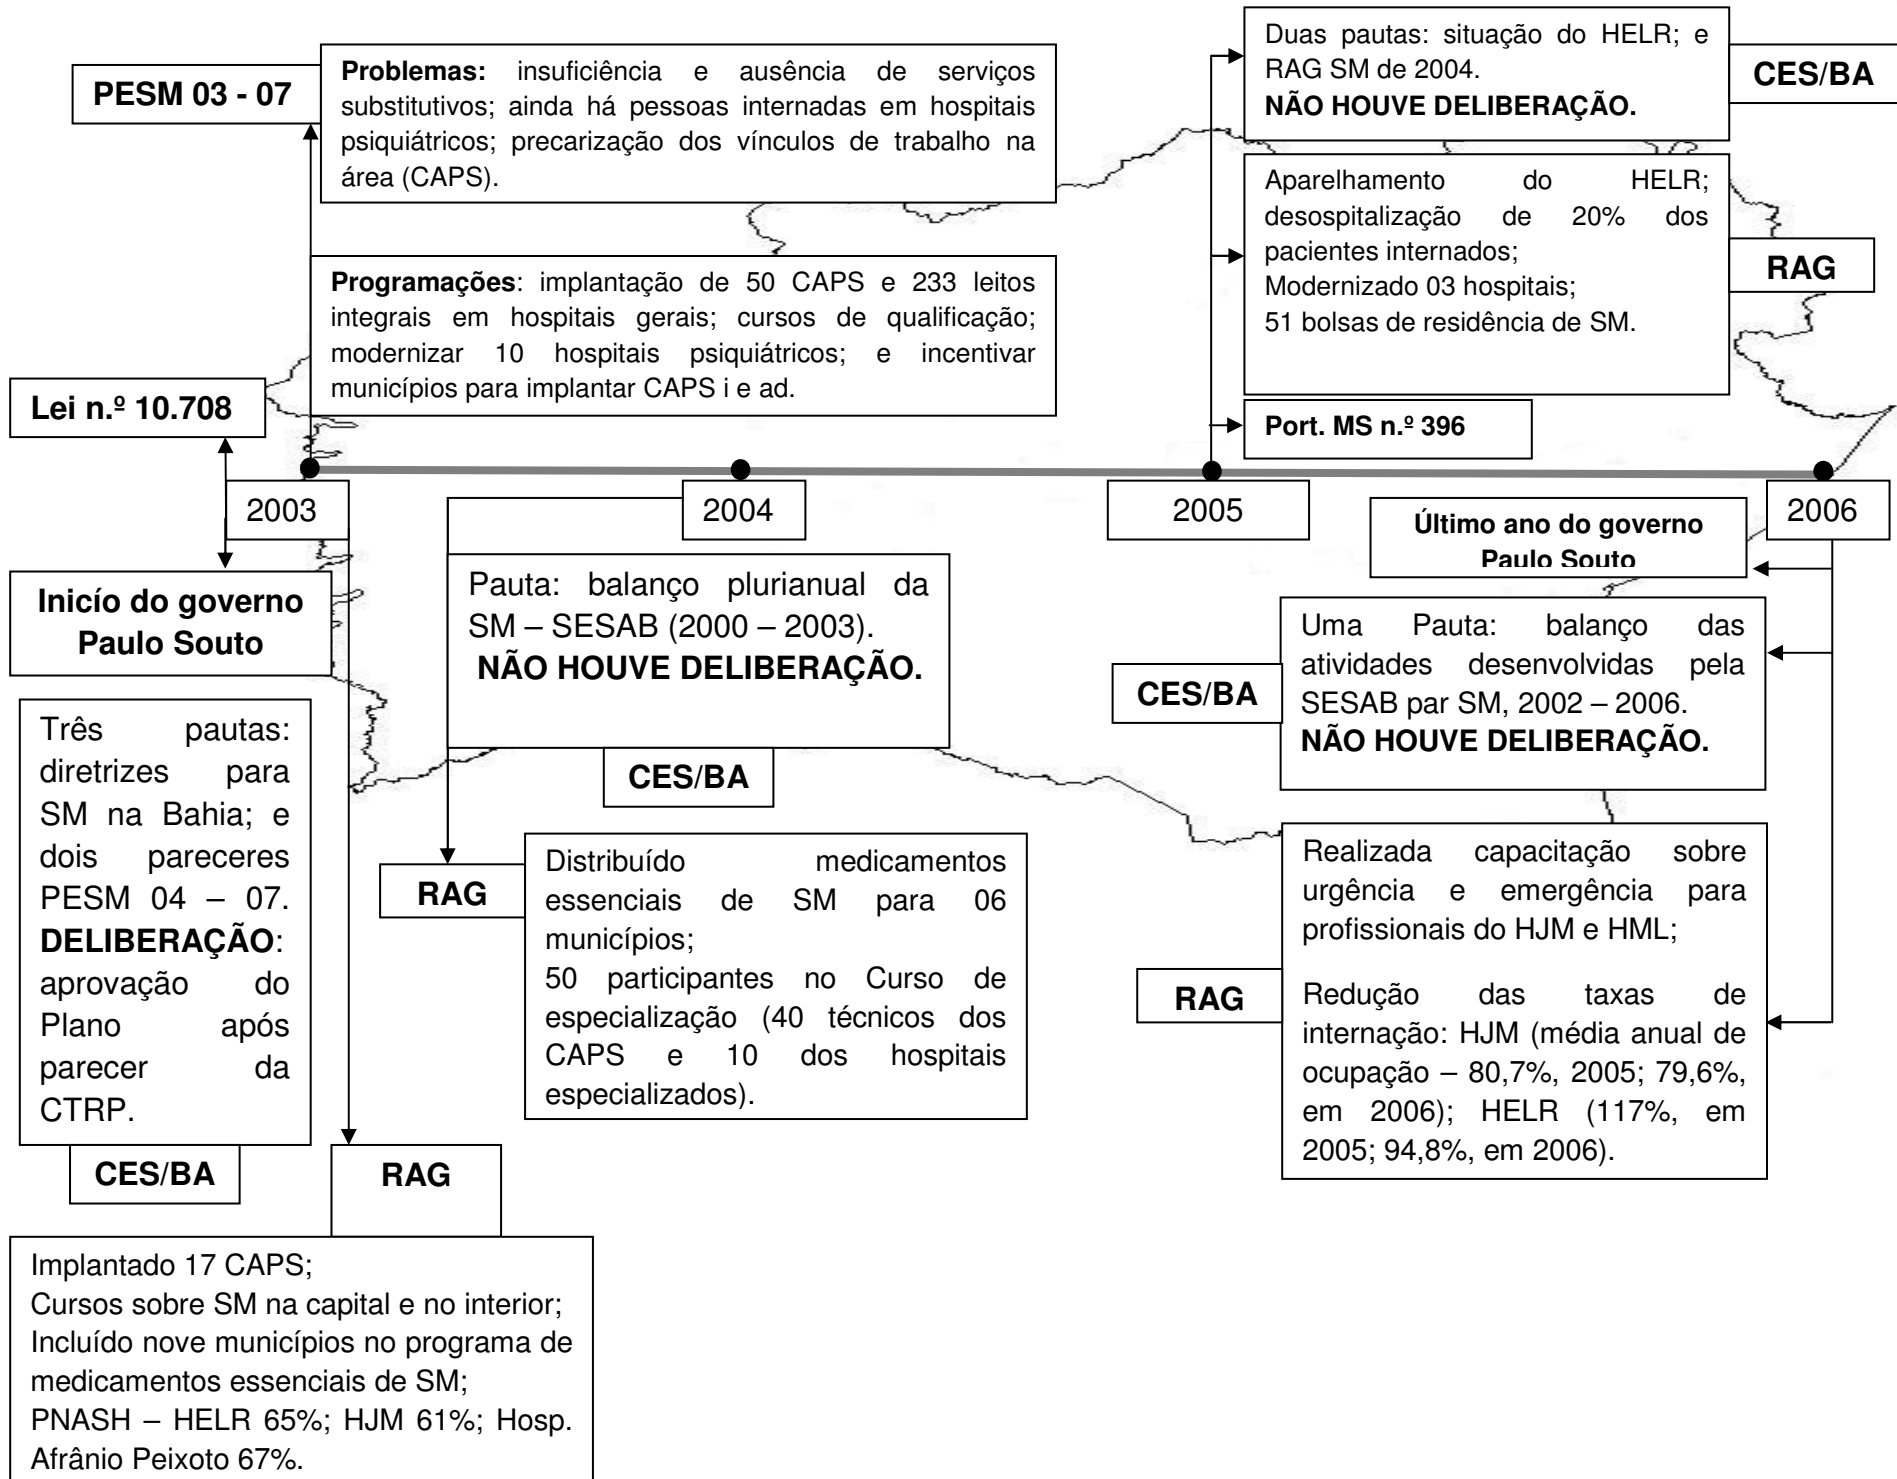 PESM 03 - 07
Problemas: insuficiência e ausência de serviços
substitutivos; ainda há pessoas internadas em hospitais
psiquiátricos; precarização dos vínculos de trabalho na
área (CAPS).
Programações: implantação de 50 CAPS e 233 leitos
integrais em hospitais gerais; cursos de qualificação;
modernizar 10 hospitais psiquiátricos; e incentivar
municípios para implantar CAPS i e ad.
Duas pautas: situação do HELR; e
RAG SM de 2004.
NÃO HOUVE DELIBERAÇÃO.
CES/BA
Aparelhamento do HELR;
desospitalização de 20% dos
pacientes internados;
Modernizado 03 hospitais;
51 bolsas de residência de SM.
RAG
Port. MS n.º 396
Lei n.º 10.708
2003
2004
2005
2006
Último ano do governo
Paulo Souto
Inicío do governo
Paulo Souto
Três pautas:
diretrizes para
SM na Bahia; e
dois pareceres
PESM 04 – 07.
DELIBERAÇÃO:
aprovação do
Plano após
parecer da
CTRP.
CES/BA
RAG
Implantado 17 CAPS;
Cursos sobre SM na capital e no interior;
Incluído nove municípios no programa de
medicamentos essenciais de SM;
PNASH – HELR 65%; HJM 61%; Hosp.
Afrânio Peixoto 67%.
Pauta: balanço plurianual da
SM – SESAB (2000 – 2003).
NÃO HOUVE DELIBERAÇÃO.
CES/BA
RAG
Distribuído medicamentos
essenciais de SM para 06
municípios;
50 participantes no Curso de
especialização (40 técnicos dos
CAPS e 10 dos hospitais
especializados).
CES/BA
Uma Pauta: balanço das
atividades desenvolvidas pela
SESAB par SM, 2002 – 2006.
NÃO HOUVE DELIBERAÇÃO.
RAG
Realizada capacitação sobre
urgência e emergência para
profissionais do HJM e HML;
Redução das taxas de
internação: HJM (média anual de
ocupação – 80,7%, 2005; 79,6%,
em 2006); HELR (117%, em
2005; 94,8%, em 2006).